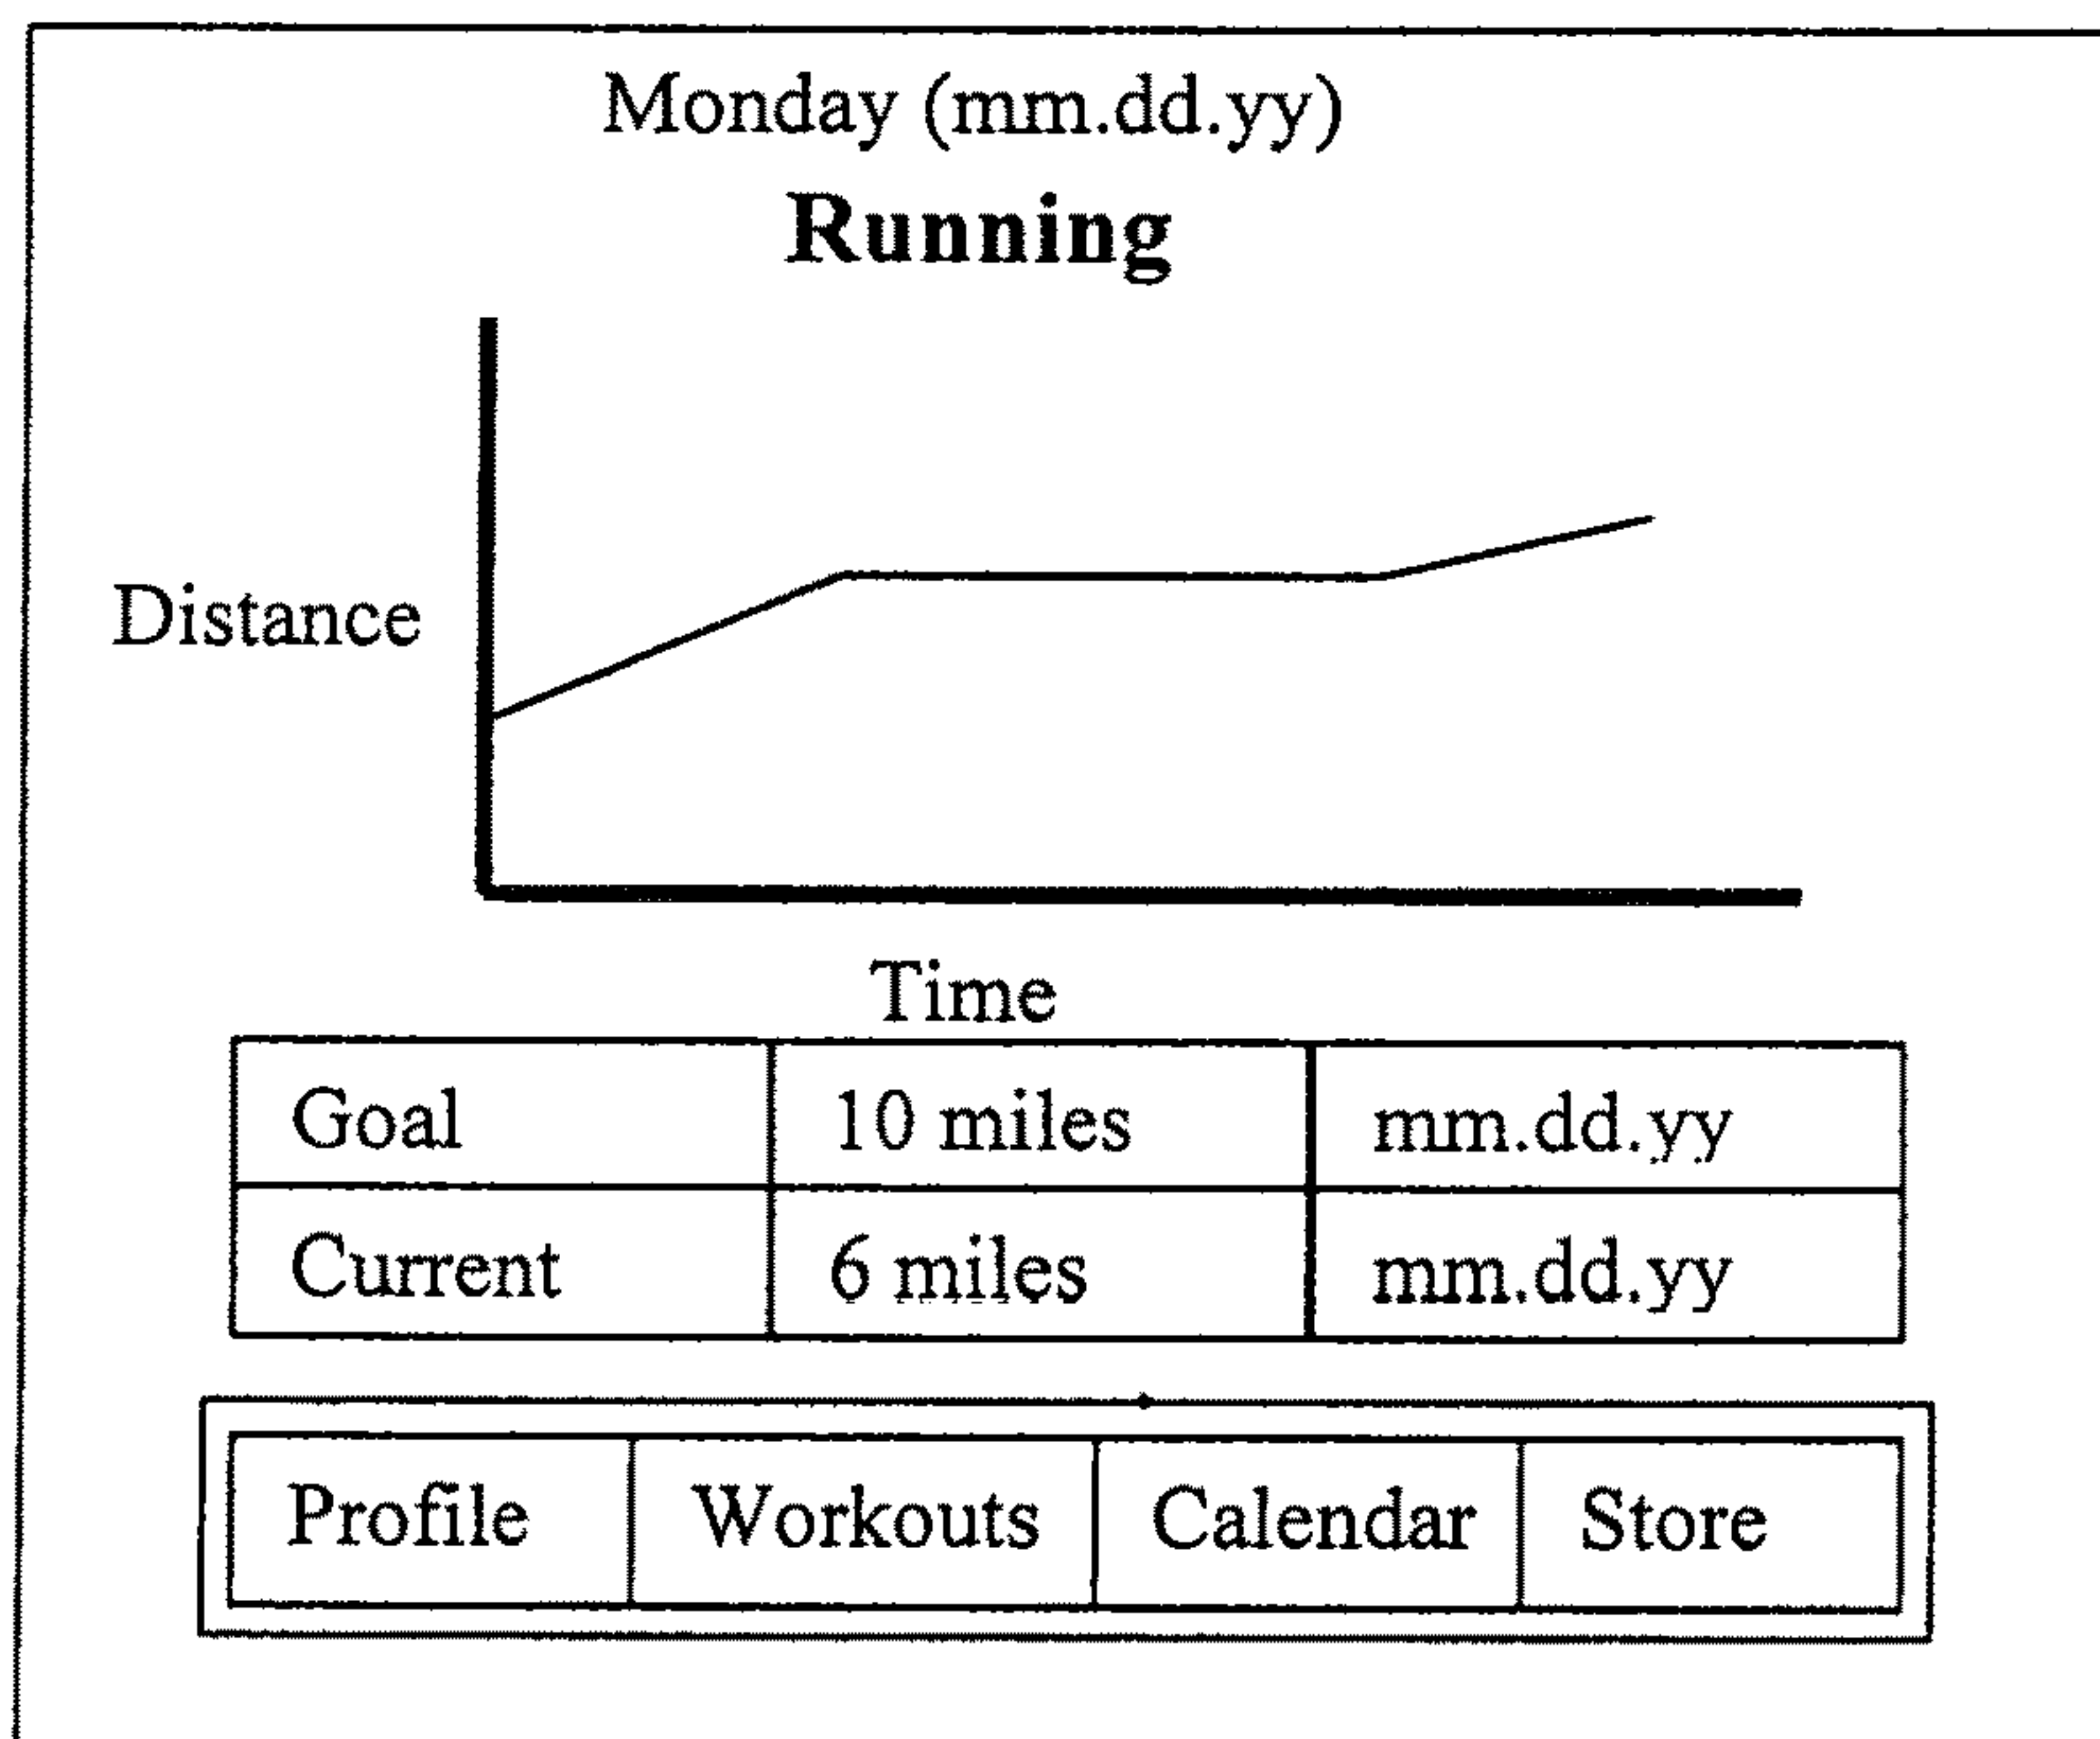 Monday (mm.dd.yy)
Running
Distance
Time
Goal 10 miles mm.dd.yy
Current 6 miles mm.dd.yy
Profile Workouts Calendar Store